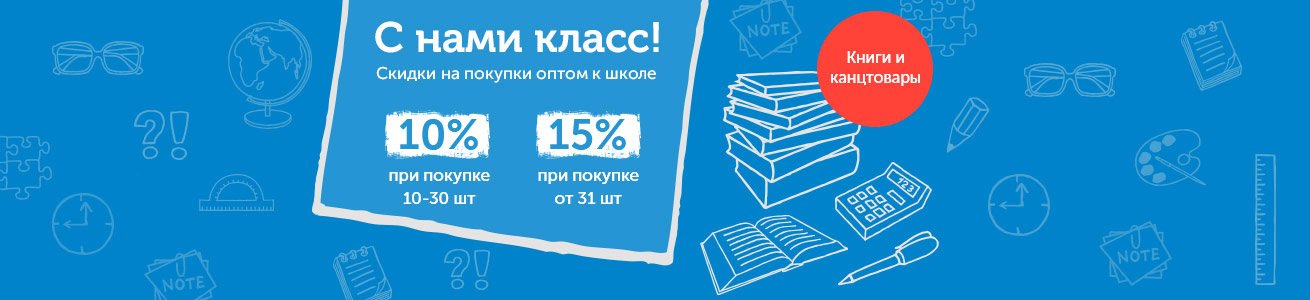 С нами класс!
Скидки на покупки оптом к школе
10%
при покупке
10-30 шт
15%
при покупке
от 31 шт
Книги и
канцтовары
NOTE
123
?!
?!
NOTE
NOTE